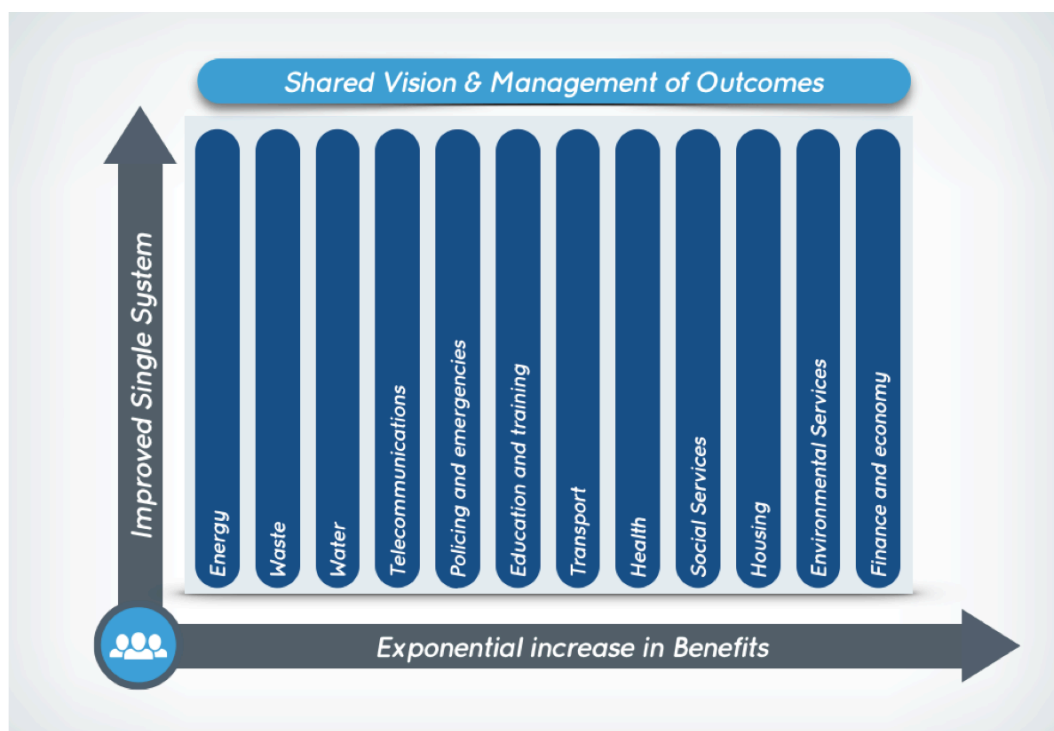 Shared Vision & Management of Outcomes
Improved Single System
Energy
Waste
Water
Telecommunications
Policing and emergencies
Education and training
Transport
Health
Social Services
Housing
Environmental Services
Finance and economy
Exponential increase in Benefits